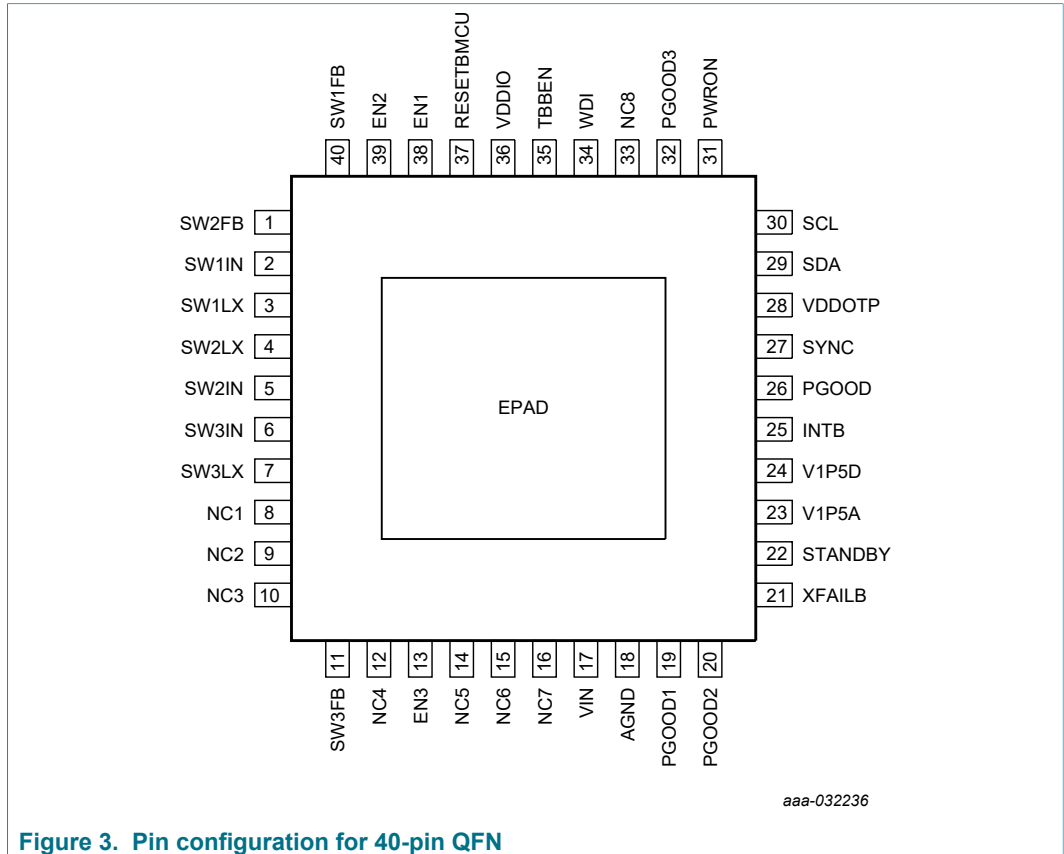 SW1FB
EN2
EN1
RESETBMCU
VDDIO
TBBEN
WDI
NC8
PGOOD3
PWRON
40
39
38
37
36
35
34
33
32
31
SW2FB 1
SW1IN 2
SW1LX 3
SW2LX 4
SW2IN 5
SW3IN 6
SW3LX 7
NC1 8
NC2 9
NC3 10
EPAD
30 SCL
29 SDA
28 VDDOTP
27 SYNC
26 PGOOD
25 INTB
24 V1P5D
23 V1P5A
22 STANDBY
21 XFAILB
11
12
13
14
15
16
17
18
19
20
SW3FB
NC4
EN3
NC5
NC6
NC7
VIN
AGND
PGOOD1
PGOOD2
aaa-032236
Figure 3. Pin configuration for 40-pin QFN